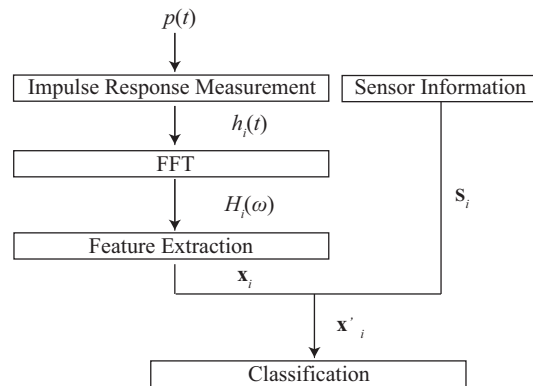 p(t)
Impulse Response Measurement
Sensor Information
h_i(t)
FFT
S_i
H_i(ω)
Feature Extraction
x_i
x'_i
Classification